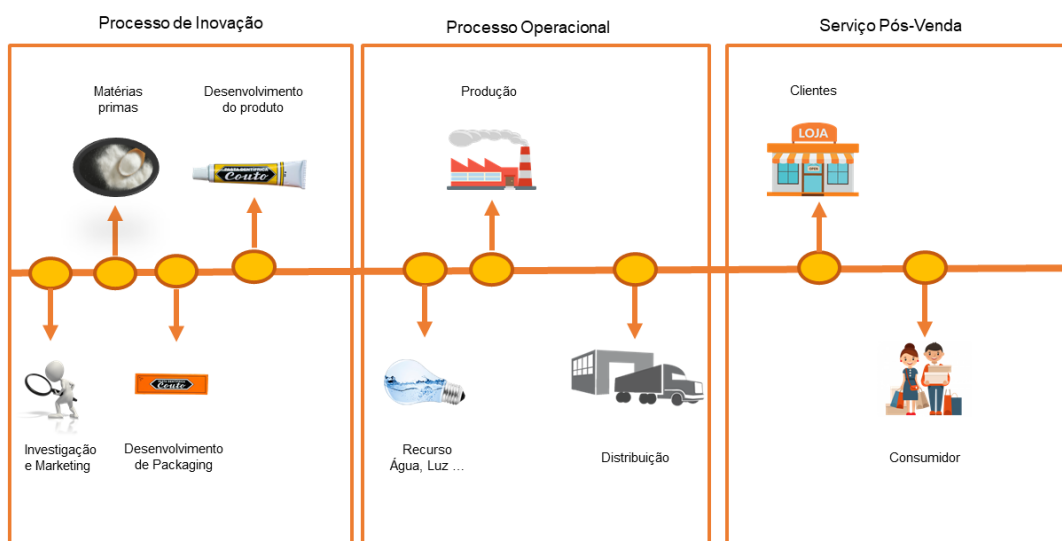 Processo de Inovação
Processo Operacional
Serviço Pós-Venda
Matérias
primas
Desenvolvimento
do produto
Produção
Clientes
LOJA
Couto
Couto
Investigação
e Marketing
Desenvolvimento
de Packaging
Recurso
Água, Luz ...
Distribuição
Consumidor